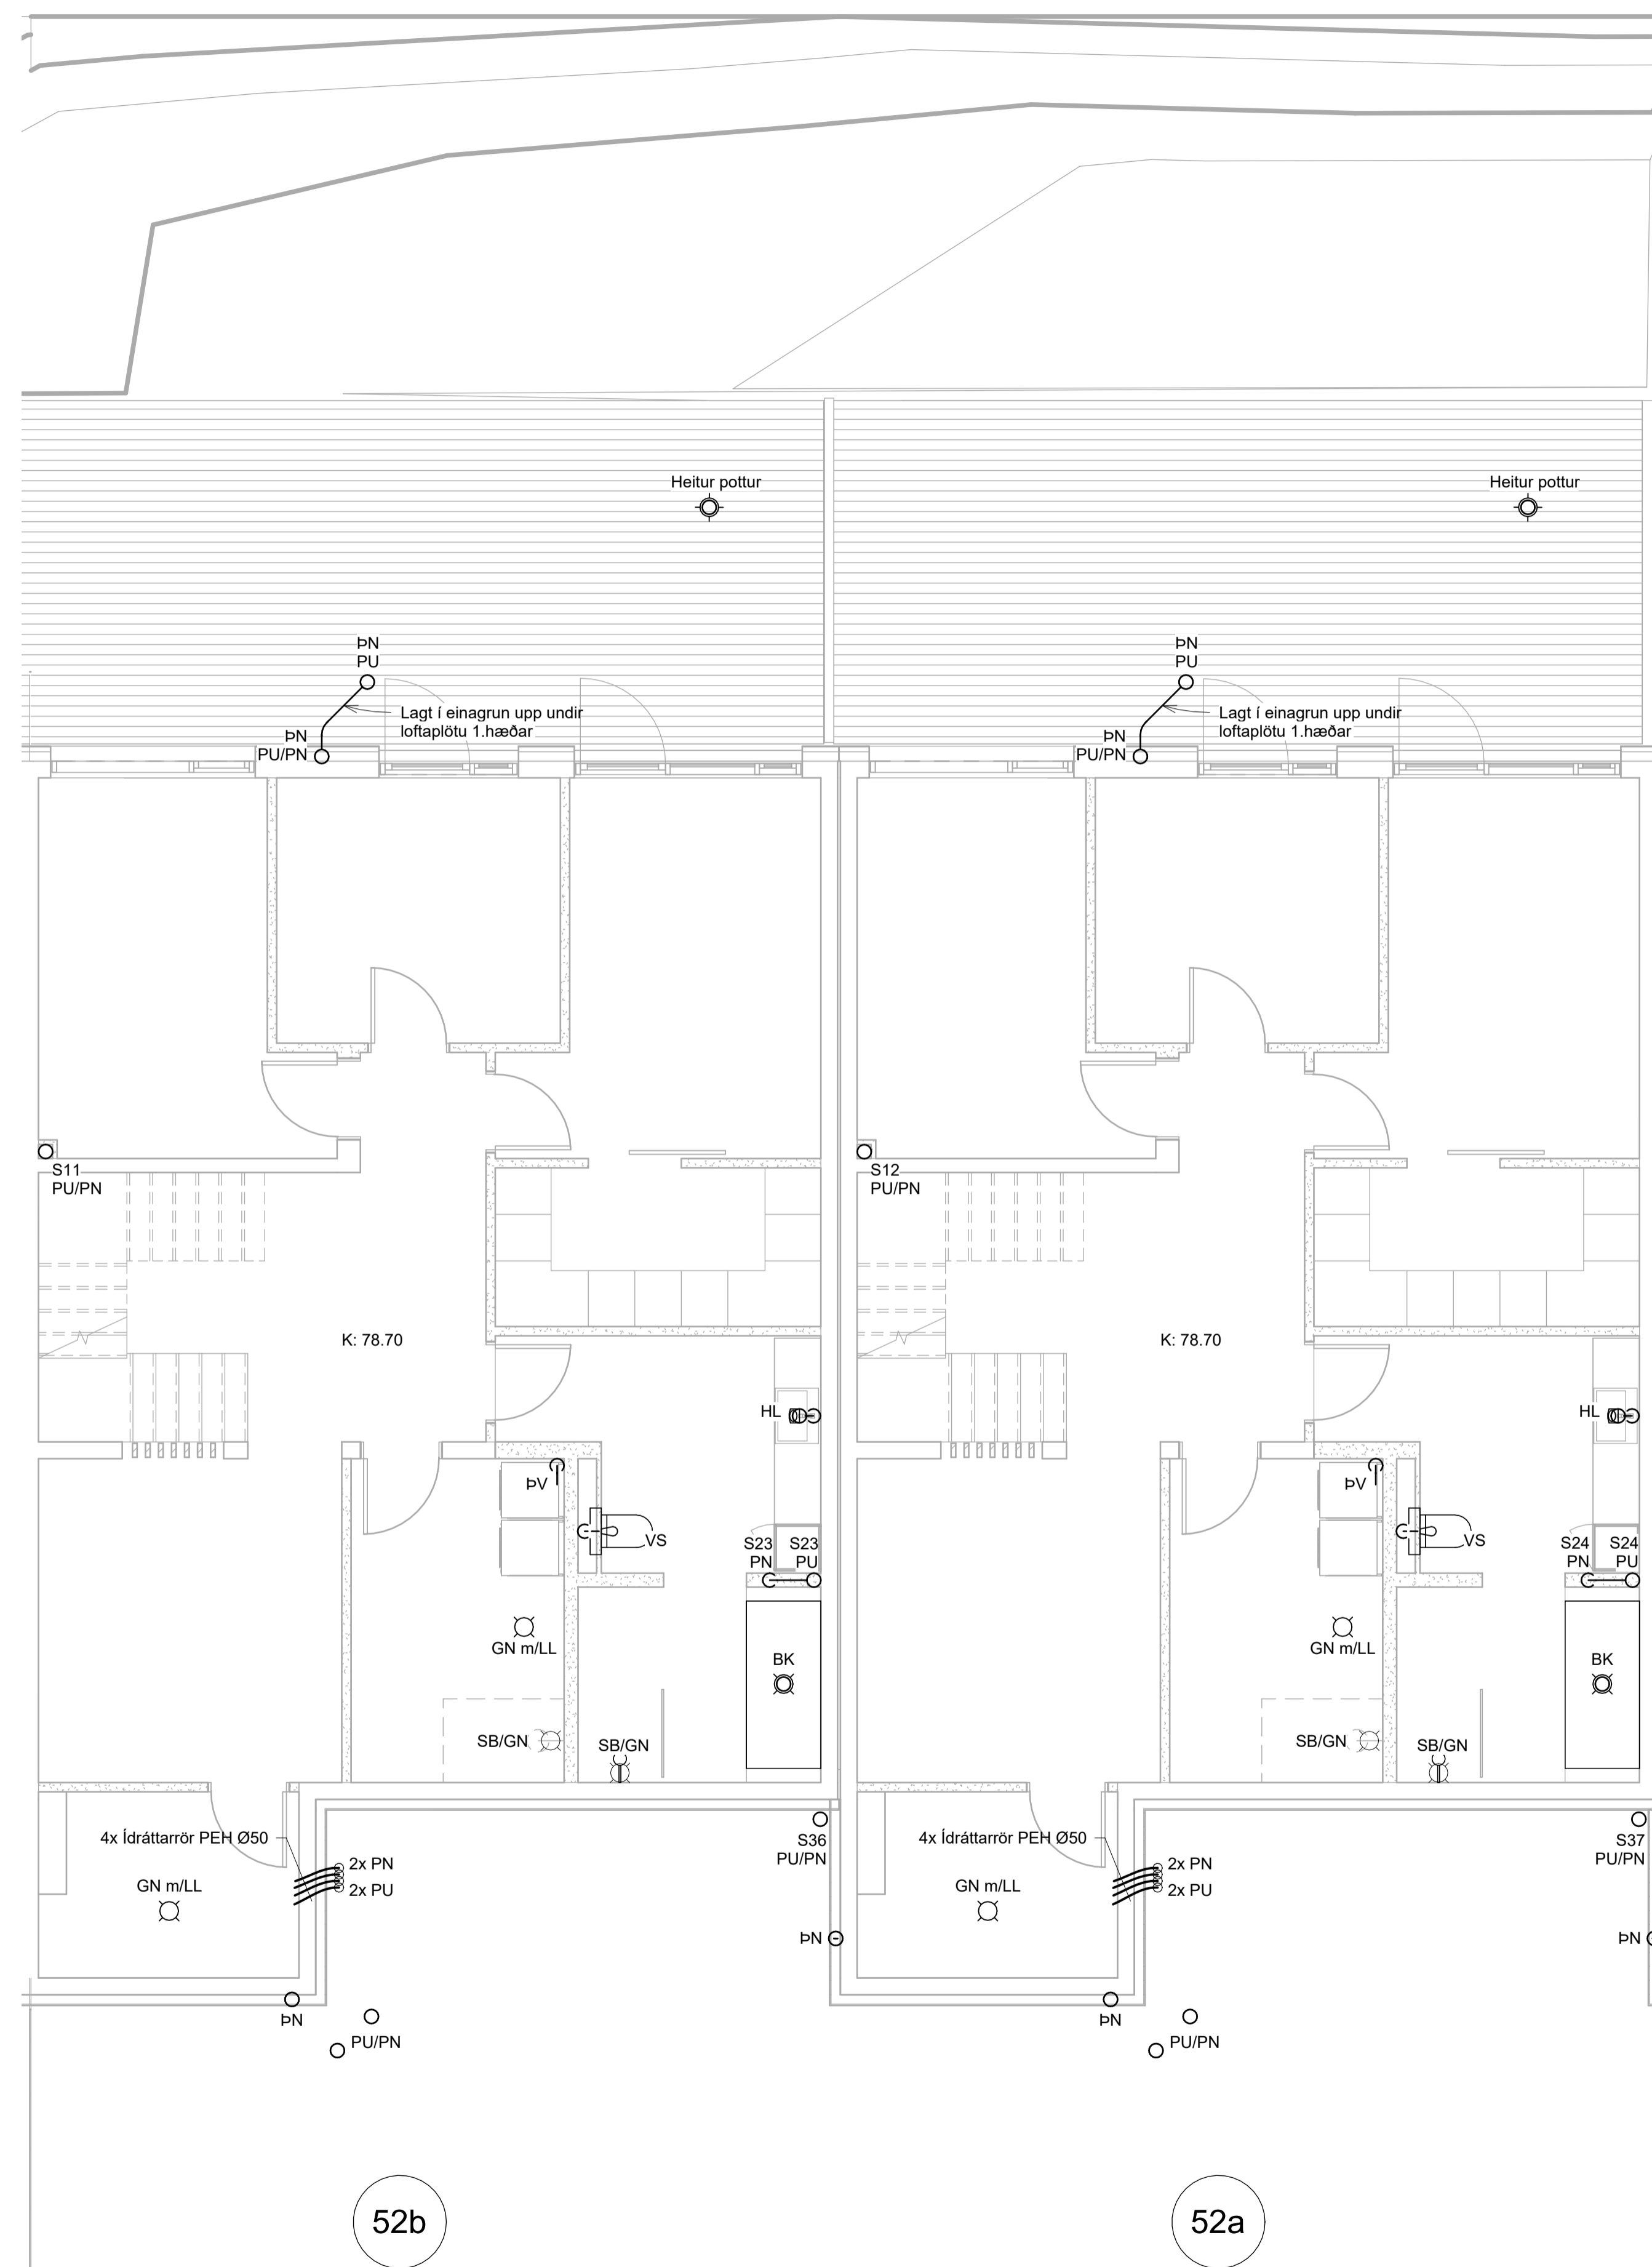 Heitur pottur
Heitur pottur
ÞN
PU
ÞN
PU
Lagt í einagrun upp undir
loftaplötu 1.hæðar
Lagt í einagrun upp undir
loftaplötu 1.hæðar
ÞN
PU/PN
ÞN
PU/PN
S11
PU/PN
S12
PU/PN
K: 78.70
K: 78.70
HL
HL
ÞV
ÞV
VS
VS
S23
PN
S23
PU
S24
PN
S24
PU
GN m/LL
GN m/LL
BK
BK
SB/GN
SB/GN
SB/GN
SB/GN
4x Ídráttarrör PEH Ø50
4x Ídráttarrör PEH Ø50
S36
PU/PN
S37
PU/PN
2x PN
2x PU
2x PN
2x PU
GN m/LL
GN m/LL
ÞN
ÞN
ÞN
ÞN
PU/PN
PU/PN
52b
52a